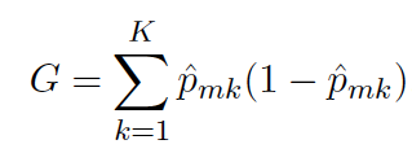 G = \sum_{k=1}^{K} \hat{p}_{mk}(1 - \hat{p}_{mk})